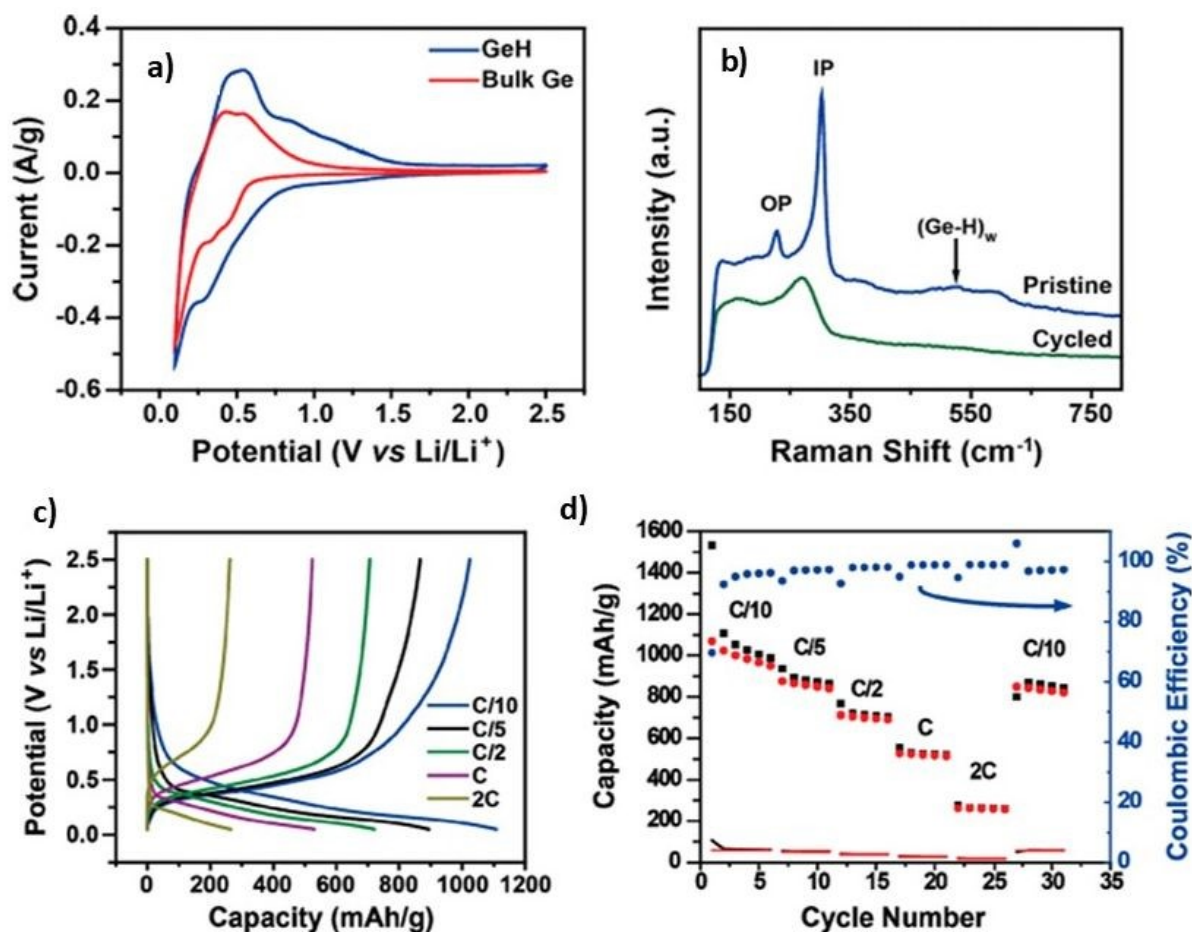 a)
GeH
Bulk Ge
0.4
0.2
0.0
-0.2
-0.4
-0.6
Current (A/g)
0.0 0.5 1.0 1.5 2.0 2.5
Potential (V vs Li/Li⁺)
b)
IP
OP
(Ge-H)w
Pristine
Cycled
Intensity (a.u.)
150 350 550 750
Raman Shift (cm⁻¹)
c)
2.5
2.0
1.5
1.0
0.5
0.0
Potential (V vs Li/Li⁺)
C/10
C/5
C/2
C
2C
0 200 400 600 800 1000 1200
Capacity (mAh/g)
d)
1600
1400
1200
1000
800
600
400
200
0
Capacity (mAh/g)
C/10
C/5
C/2
C
2C
C/10
100
80
60
40
20
0
Coulombic Efficiency (%)
0 5 10 15 20 25 30 35
Cycle Number